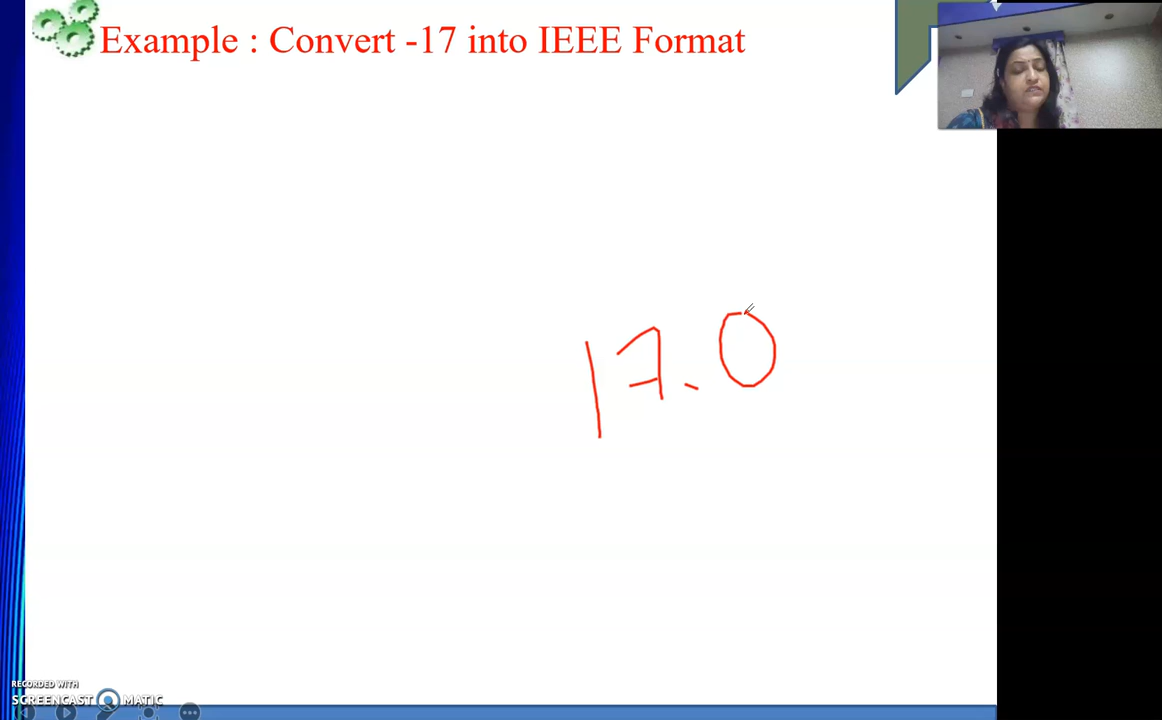 Example : Convert -17 into IEEE Format
17.0
RECORDED WITH
SCREENCAST MATIC